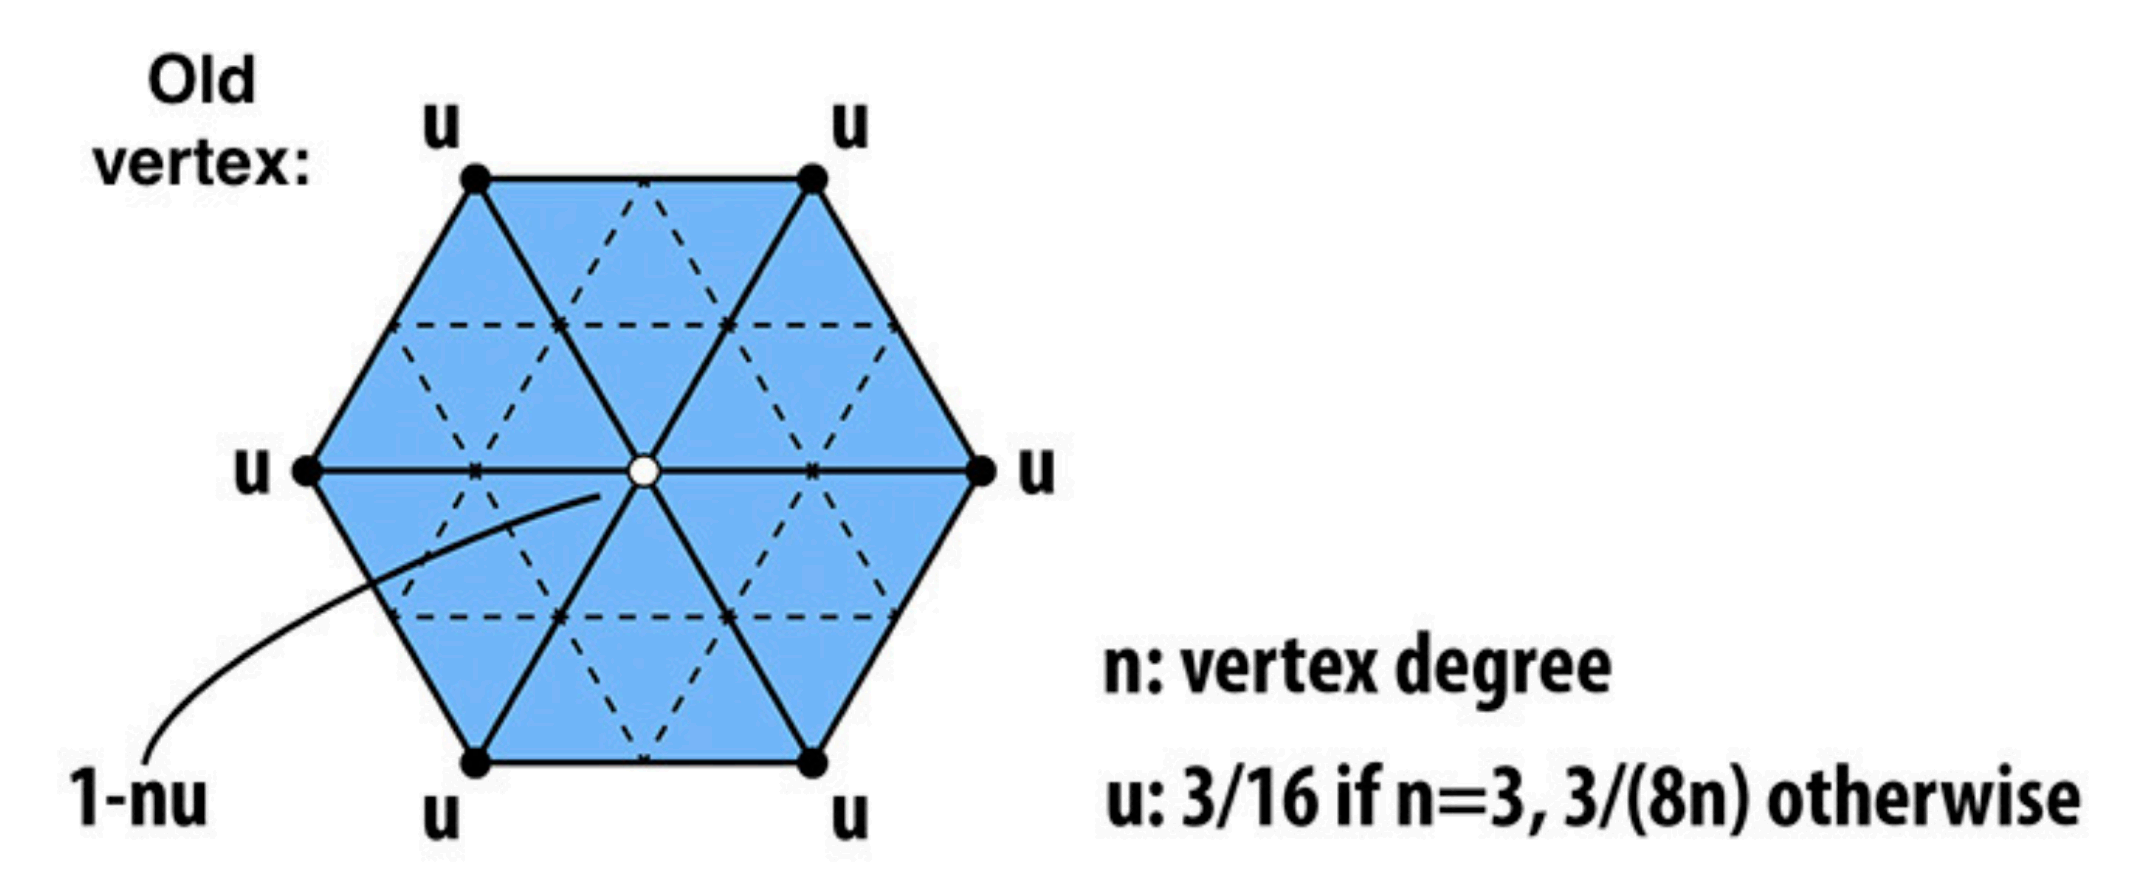 Old
vertex:
u
u
u
u
1-nu
u
u
n: vertex degree
u: 3/16 if n=3, 3/(8n) otherwise